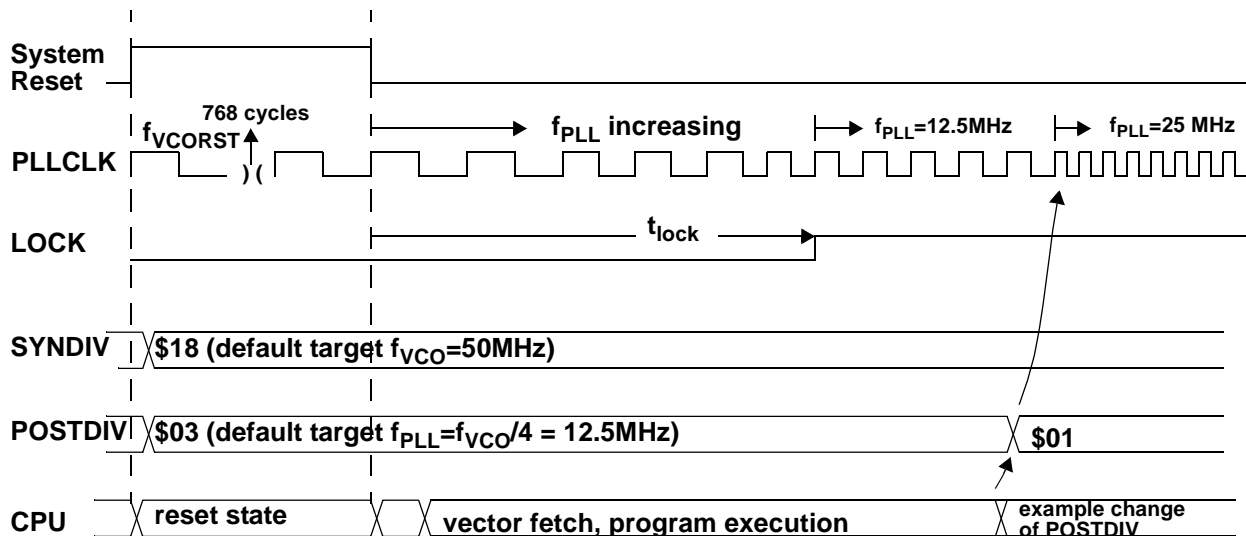 System
Reset
768 cycles
fVCORST
fPLL increasing
fPLL=12.5MHz
fPLL=25 MHz
PLLCLK
) (
LOCK
tlock
SYNDIV
$18 (default target fVCO=50MHz)
POSTDIV
$03 (default target fPLL=fVCO/4 = 12.5MHz)
$01
CPU
reset state
vector fetch, program execution
example change
of POSTDIV